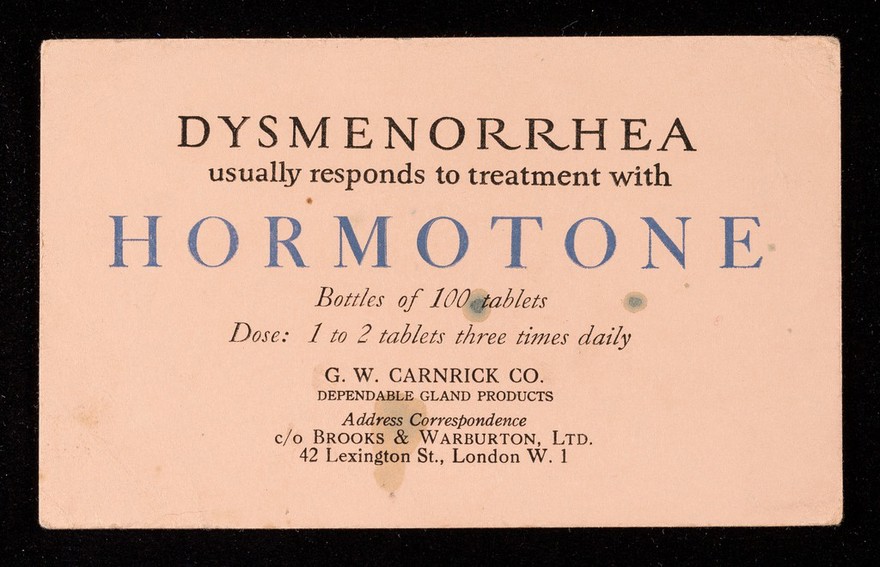 DYSMENORRHEA
usually responds to treatment with
HORMOTONE
Bottles of 100 tablets
Dose: 1 to 2 tablets three times daily
G. W. CARNRICK CO.
DEPENDABLE GLAND PRODUCTS
Address Correspondence
c/o BROOKS & WARBURTON, LTD.
42 Lexington St., London W. 1